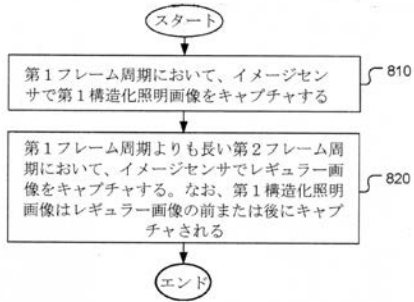 スタート
第1フレーム周期において、イメージセン
サで第1構造化照明画像をキャプチャする
810
第1フレーム周期よりも長い第2フレーム周
期において、イメージセンサでレギュラー画
像をキャプチャする。なお、第1構造化照明
画像はレギュラー画像の前または後にキャプ
チャされる
820
エンド